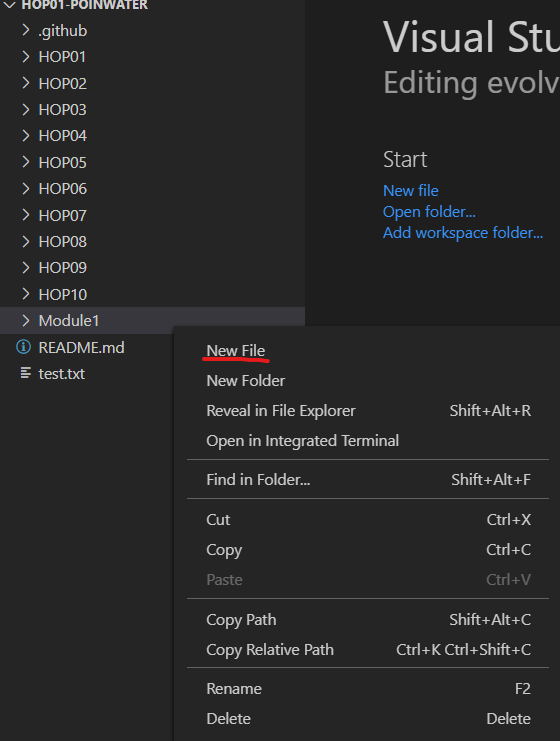 HOP01-POINWATER
.github
HOP01
HOP02
HOP03
HOP04
HOP05
HOP06
HOP07
HOP08
HOP09
HOP10
Module1
README.md
test.txt
Visual Stu
Editing evolv
Start
New file
Open folder...
Add workspace folder...
New File
New Folder
Reveal in File Explorer Shift+Alt+R
Open in Integrated Terminal
Find in Folder... Shift+Alt+F
Cut Ctrl+X
Copy Ctrl+C
Paste Ctrl+V
Copy Path Shift+Alt+C
Copy Relative Path Ctrl+K Ctrl+Shift+C
Rename F2
Delete Delete